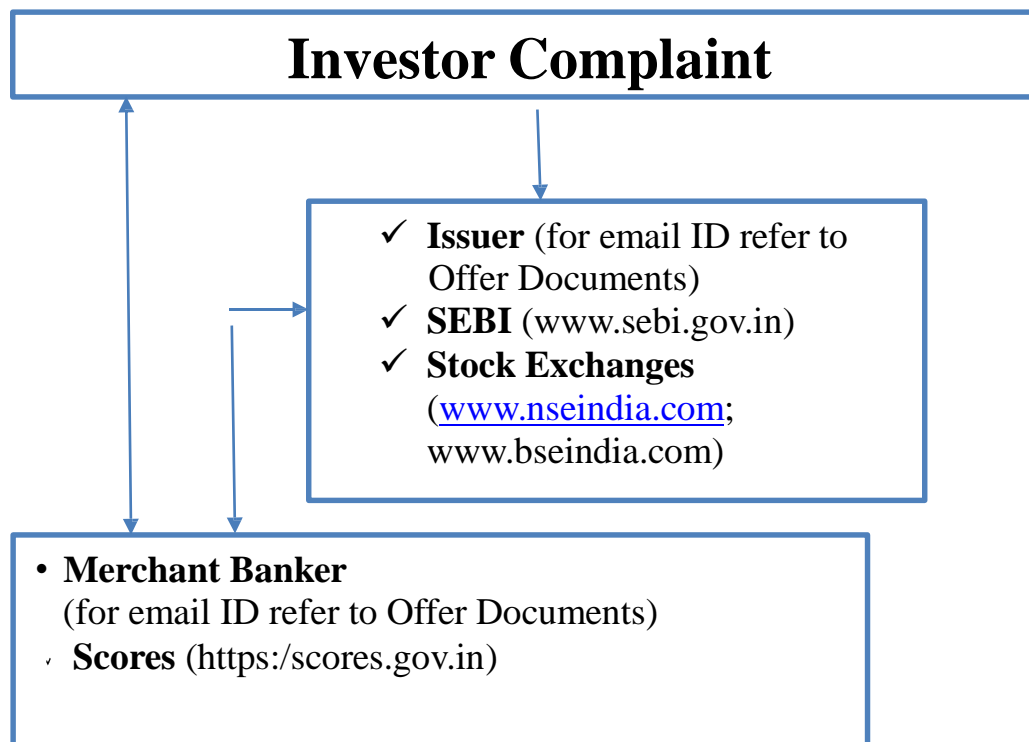 Investor Complaint
✓ Issuer (for email ID refer to
Offer Documents)
✓ SEBI (www.sebi.gov.in)
✓ Stock Exchanges
(www.nseindia.com;
www.bseindia.com)
• Merchant Banker
(for email ID refer to Offer Documents)
✓ Scores (https:/scores.gov.in)